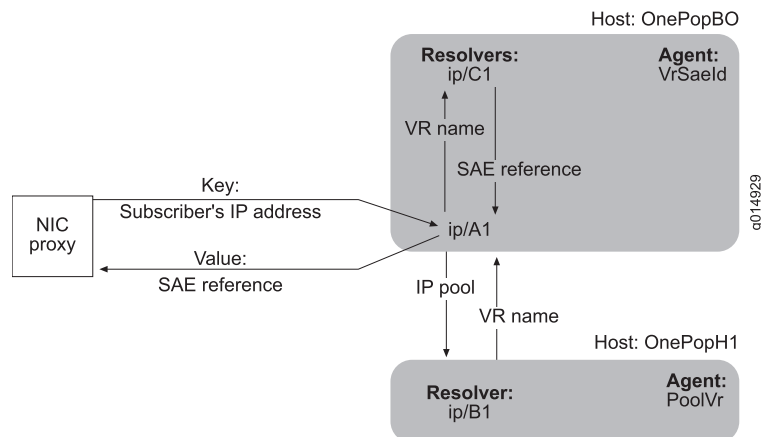 Host: OnePopBO
Resolvers:
ip/C1
Agent:
VrSaeId
VR name
SAE reference
Key:
Subscriber's IP address
NIC
proxy
ip/A1
Value:
SAE reference
IP pool
VR name
Host: OnePopH1
Resolver:
ip/B1
Agent:
PoolVr
g014929